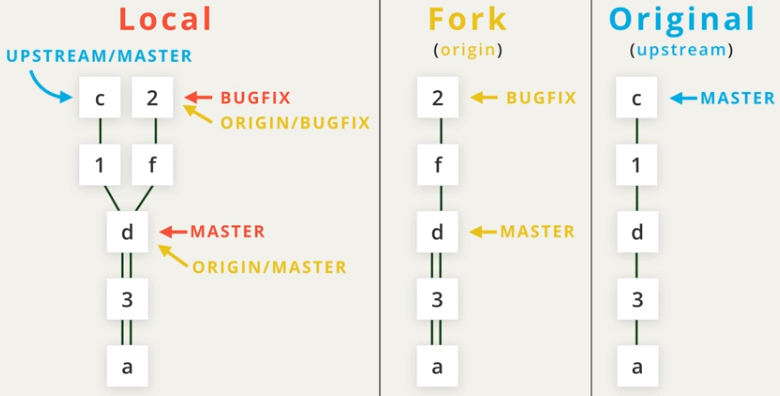 Local
UPSTREAM/MASTER
c
2
BUGFIX
ORIGIN/BUGFIX
1
f
d
MASTER
ORIGIN/MASTER
3
a
Fork
(origin)
2
BUGFIX
f
d
MASTER
3
a
Original
(upstream)
c
MASTER
1
d
3
a